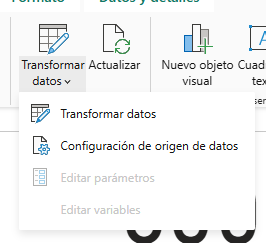 Formato Datos y detalles
Transformar datos
Actualizar
Nuevo objeto visual
Transformar datos
Configuración de origen de datos
Editar parámetros
Editar variables